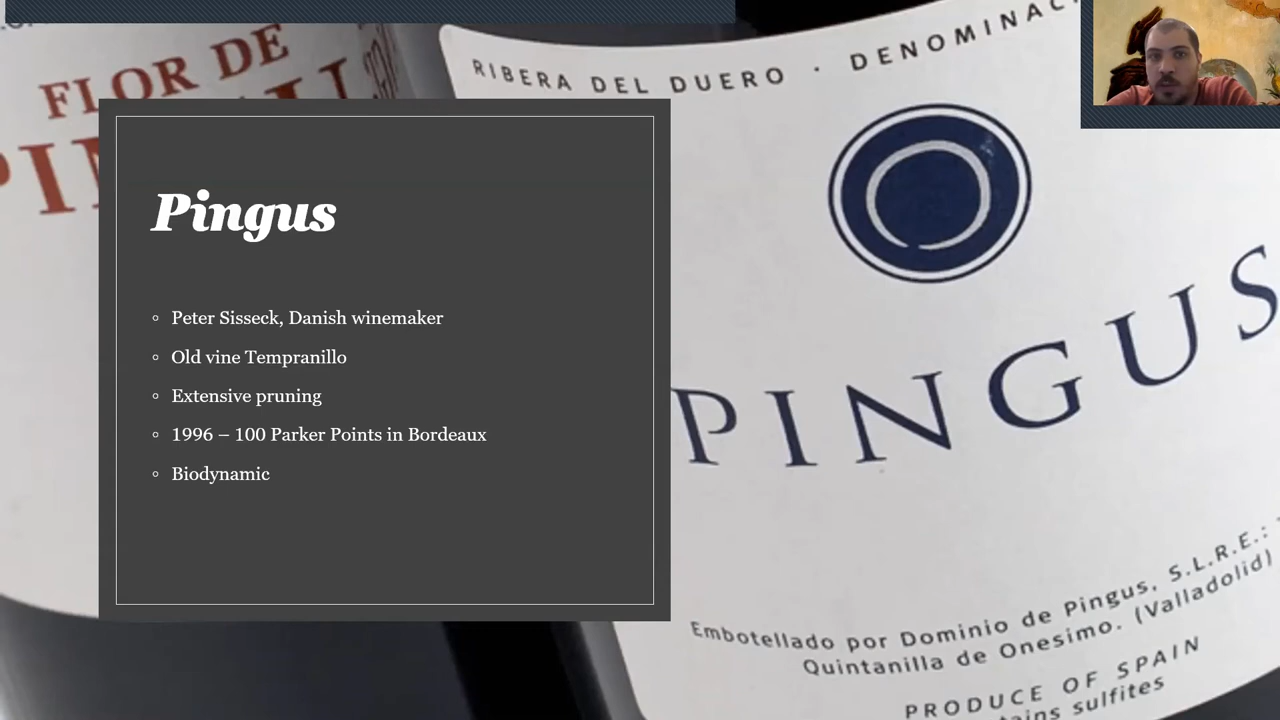 FLOR DE
RIBERA DEL DUERO · DENOMINAC
Pingus
Peter Sisseck, Danish winemaker
Old vine Tempranillo
Extensive pruning
1996 – 100 Parker Points in Bordeaux
Biodynamic
PINGUS
Embotellado por Dominio de Pingus, S.L.R.E.:
Quintanilla de Onesimo. (Valladolid)
PRODUCE OF SPAIN
tains sulfites